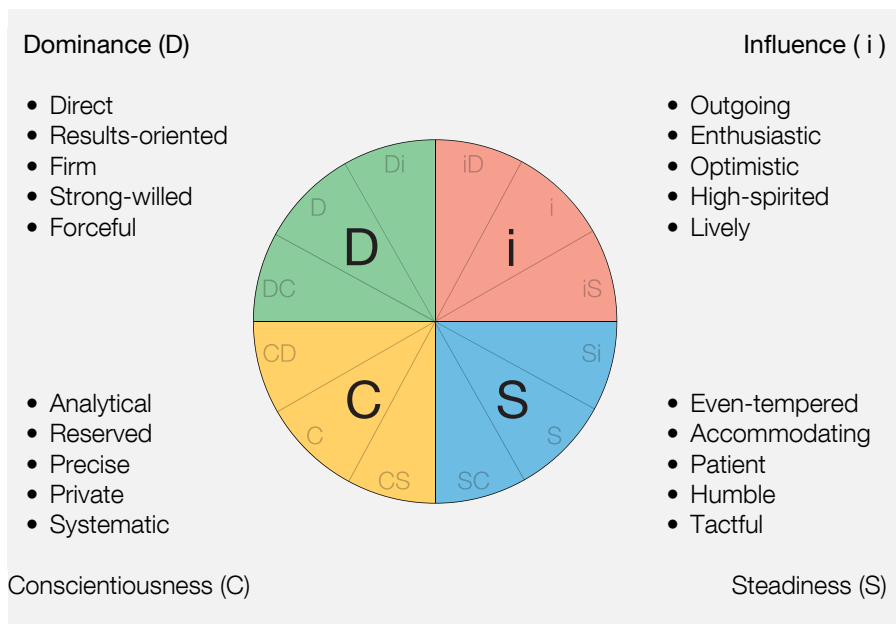 Dominance (D)
Influence ( i )
• Direct
• Results-oriented
• Firm
• Strong-willed
• Forceful
• Outgoing
• Enthusiastic
• Optimistic
• High-spirited
• Lively
Di
iD
D
i
D
i
DC
iS
CD
Si
C
S
C
S
CS
SC
• Analytical
• Reserved
• Precise
• Private
• Systematic
• Even-tempered
• Accommodating
• Patient
• Humble
• Tactful
Conscientiousness (C)
Steadiness (S)